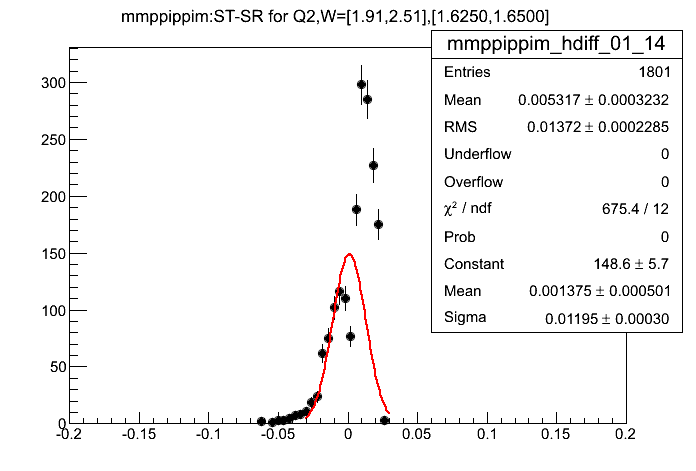 mmppippim:ST-SR for Q2,W=[1.91,2.51],[1.6250,1.6500]
mmppippim_hdiff_01_14
Entries 1801
Mean 0.005317 ± 0.0003232
RMS 0.01372 ± 0.0002285
Underflow 0
Overflow 0
χ² / ndf 675.4 / 12
Prob 0
Constant 148.6 ± 5.7
Mean 0.001375 ± 0.000501
Sigma 0.01195 ± 0.00030
300
250
200
150
100
50
0
-0.2 -0.15 -0.1 -0.05 0 0.05 0.1 0.15 0.2